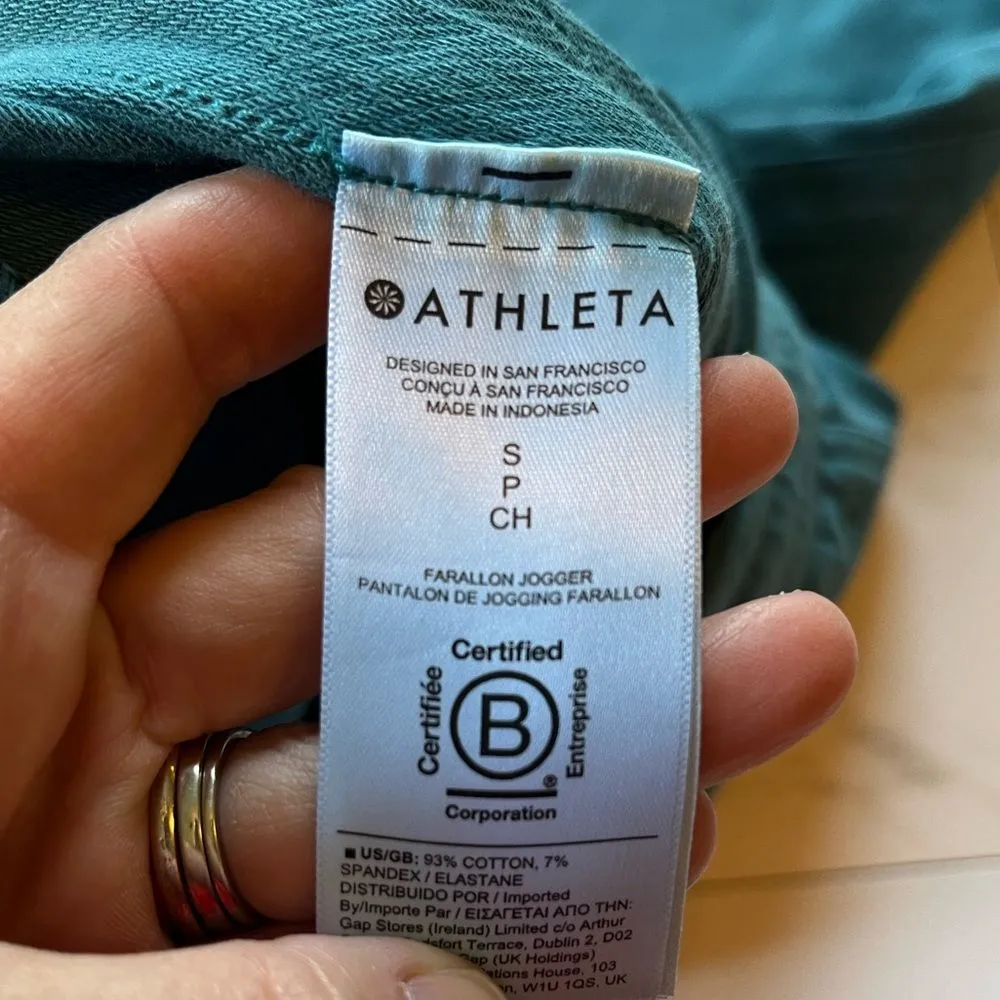 ATHLETA
DESIGNED IN SAN FRANCISCO
CONÇU À SAN FRANCISCO
MADE IN INDONESIA
S
P
CH
FARALLON JOGGER
PANTALON DE JOGGING FARALLON
Certified
Certifiée
B
Entreprise
®
Corporation
US/GB: 93% COTTON, 7%
SPANDEX / ELASTANE
DISTRIBUIDO POR / Imported
By/Importe Par / ΕΙΣΑΓΕΤΑΙ ΑΠΟ ΤΗΝ:
Gap Stores (Ireland) Limited c/o Arthur
Terrace, Dublin 2, D02
(UK Holdings)
House, 103
W1U 1QS, UK